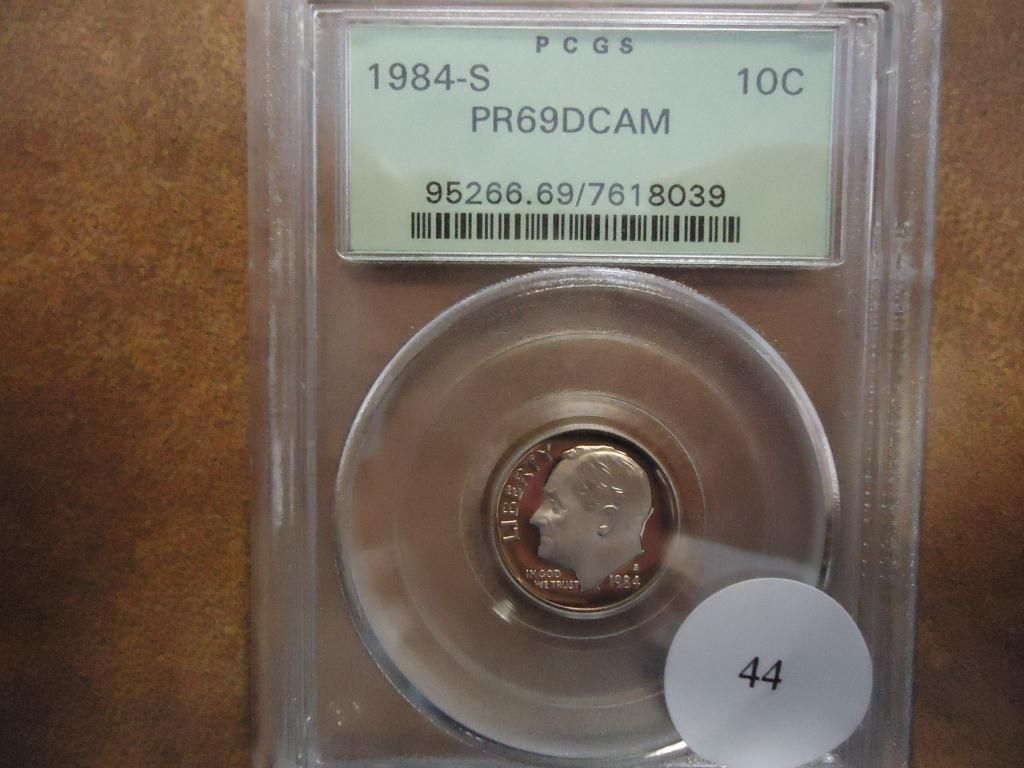 PCGS
1984-S 10C
PR69DCAM
95266.69/7618039
LIBERTY
IN GOD
WE TRUST
S
1984
44